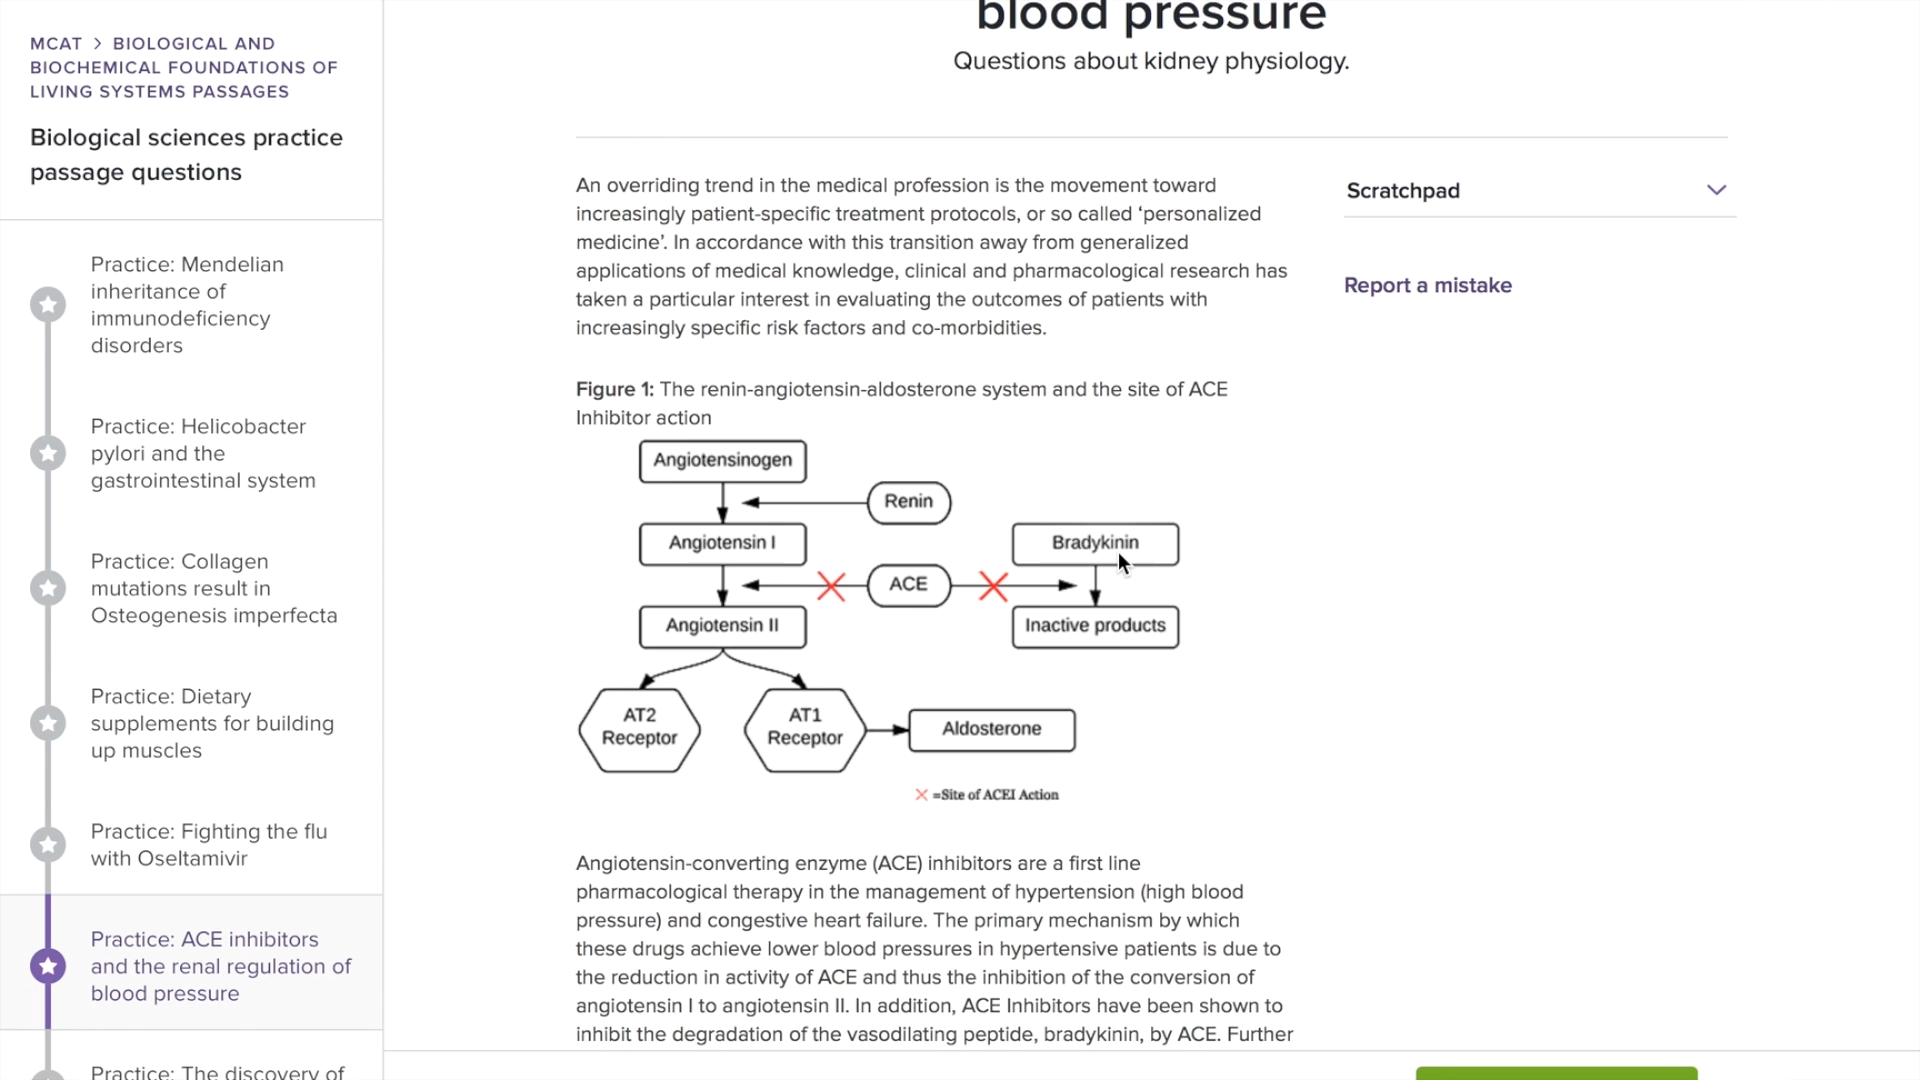 MCAT > BIOLOGICAL AND
BIOCHEMICAL FOUNDATIONS OF
LIVING SYSTEMS PASSAGES
Biological sciences practice
passage questions
Practice: Mendelian
inheritance of
immunodeficiency
disorders
Practice: Helicobacter
pylori and the
gastrointestinal system
Practice: Collagen
mutations result in
Osteogenesis imperfecta
Practice: Dietary
supplements for building
up muscles
Practice: Fighting the flu
with Oseltamivir
Practice: ACE inhibitors
and the renal regulation of
blood pressure
Practice: The discovery of
blood pressure
Questions about kidney physiology.
An overriding trend in the medical profession is the movement toward
increasingly patient-specific treatment protocols, or so called ‘personalized
medicine’. In accordance with this transition away from generalized
applications of medical knowledge, clinical and pharmacological research has
taken a particular interest in evaluating the outcomes of patients with
increasingly specific risk factors and co-morbidities.
Figure 1: The renin-angiotensin-aldosterone system and the site of ACE
Inhibitor action
Angiotensinogen
Renin
Angiotensin I
Bradykinin
ACE
Angiotensin II
Inactive products
AT2
Receptor
AT1
Receptor
Aldosterone
X =Site of ACEI Action
Angiotensin-converting enzyme (ACE) inhibitors are a first line
pharmacological therapy in the management of hypertension (high blood
pressure) and congestive heart failure. The primary mechanism by which
these drugs achieve lower blood pressures in hypertensive patients is due to
the reduction in activity of ACE and thus the inhibition of the conversion of
angiotensin I to angiotensin II. In addition, ACE Inhibitors have been shown to
inhibit the degradation of the vasodilating peptide, bradykinin, by ACE. Further
Scratchpad
Report a mistake